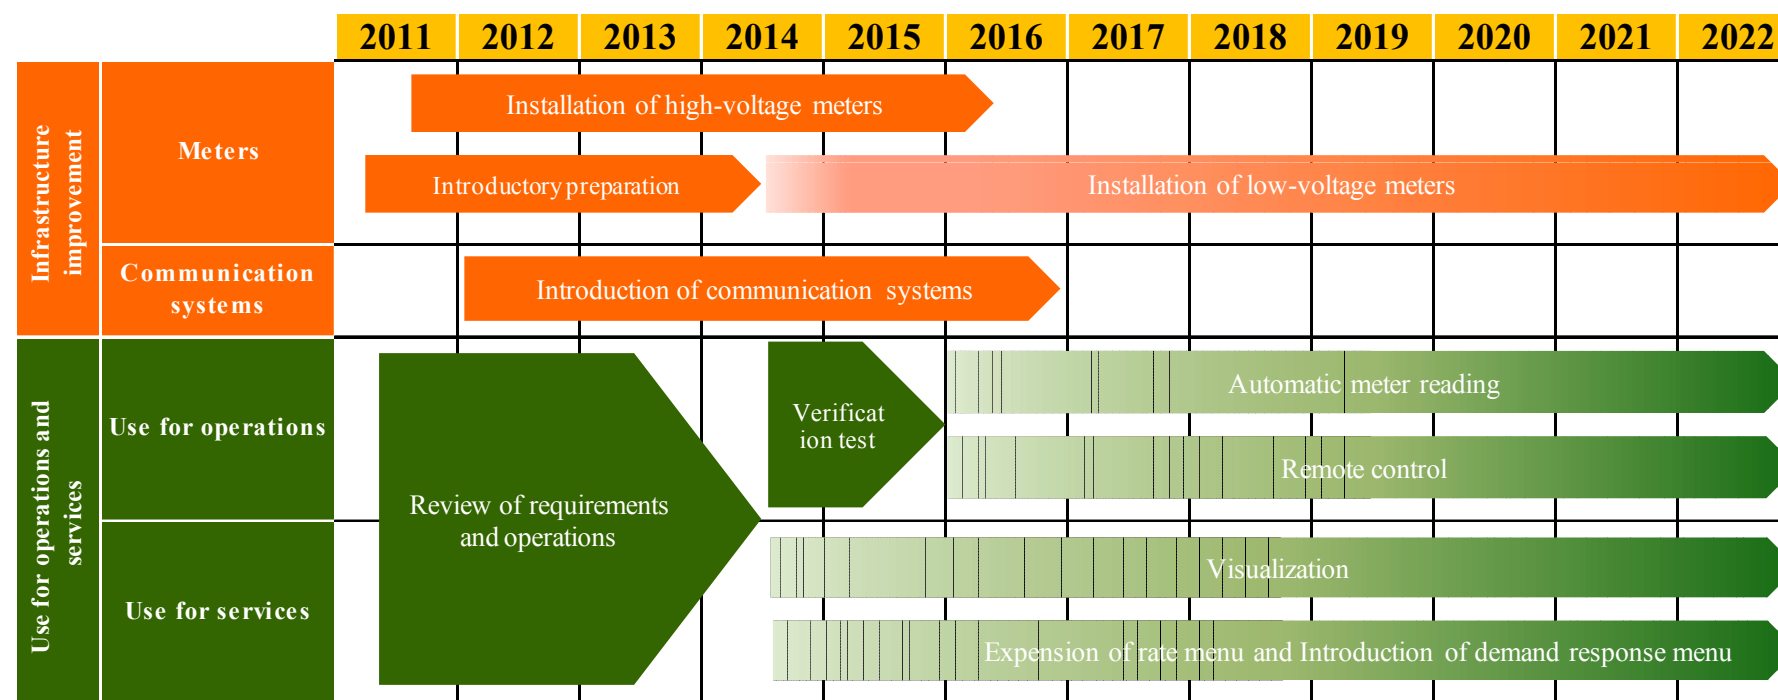 2011 2012 2013 2014 2015 2016 2017 2018 2019 2020 2021 2022
Infrastructure
improvement
Meters
Installation of high-voltage meters
Introductory preparation
Installation of low-voltage meters
Communication
systems
Introduction of communication systems
Use for operations and
services
Use for operations
Review of requirements
and operations
Verificat
ion test
Automatic meter reading
Remote control
Use for services
Visualization
Expension of rate menu and Introduction of demand response menu